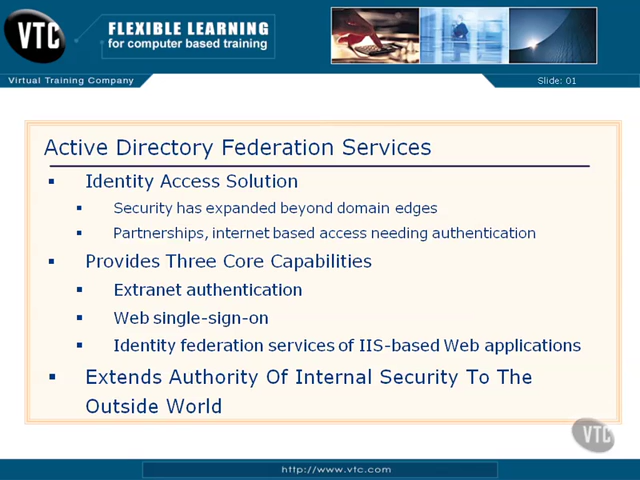 VTC
FLEXIBLE LEARNING
for computer based training
Virtual Training Company
Slide: 01
Active Directory Federation Services
Identity Access Solution
Security has expanded beyond domain edges
Partnerships, internet based access needing authentication
Provides Three Core Capabilities
Extranet authentication
Web single-sign-on
Identity federation services of IIS-based Web applications
Extends Authority Of Internal Security To The
Outside World
VTC
http://www.vtc.com